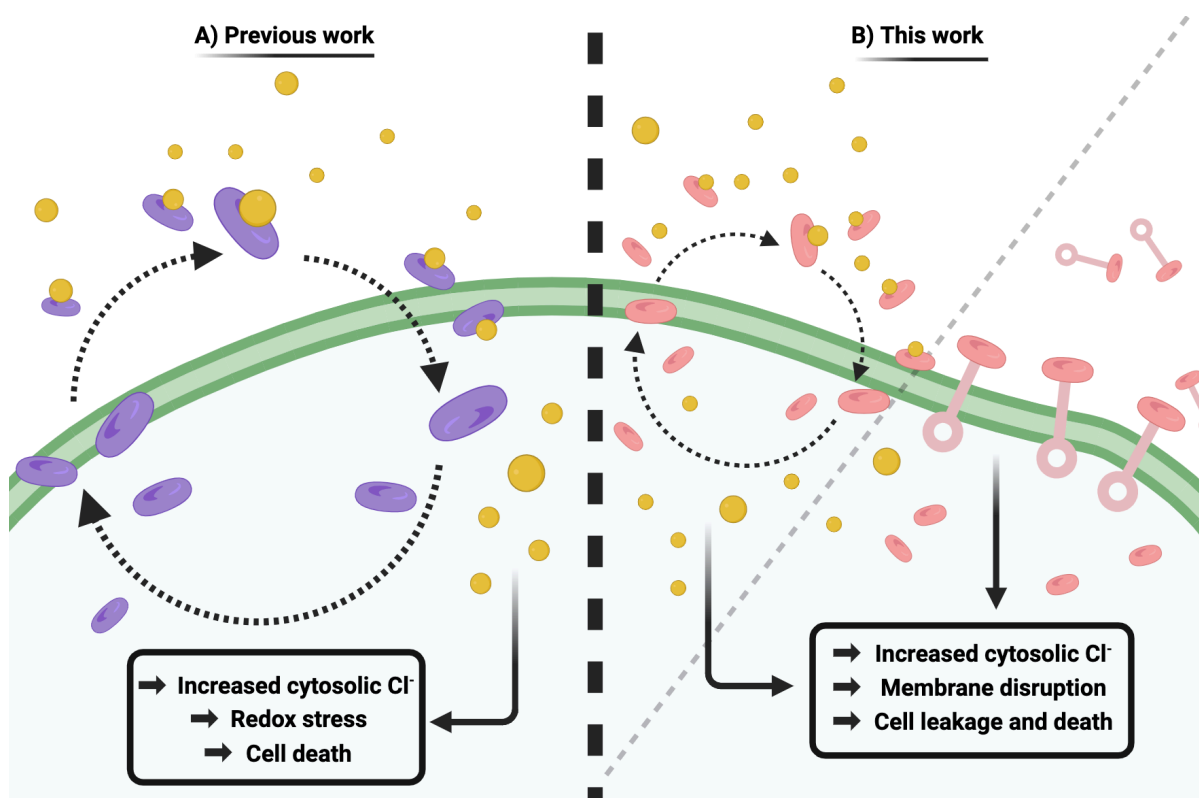 A) Previous work
B) This work
Increased cytosolic Cl⁻
Redox stress
Cell death
Increased cytosolic Cl⁻
Membrane disruption
Cell leakage and death